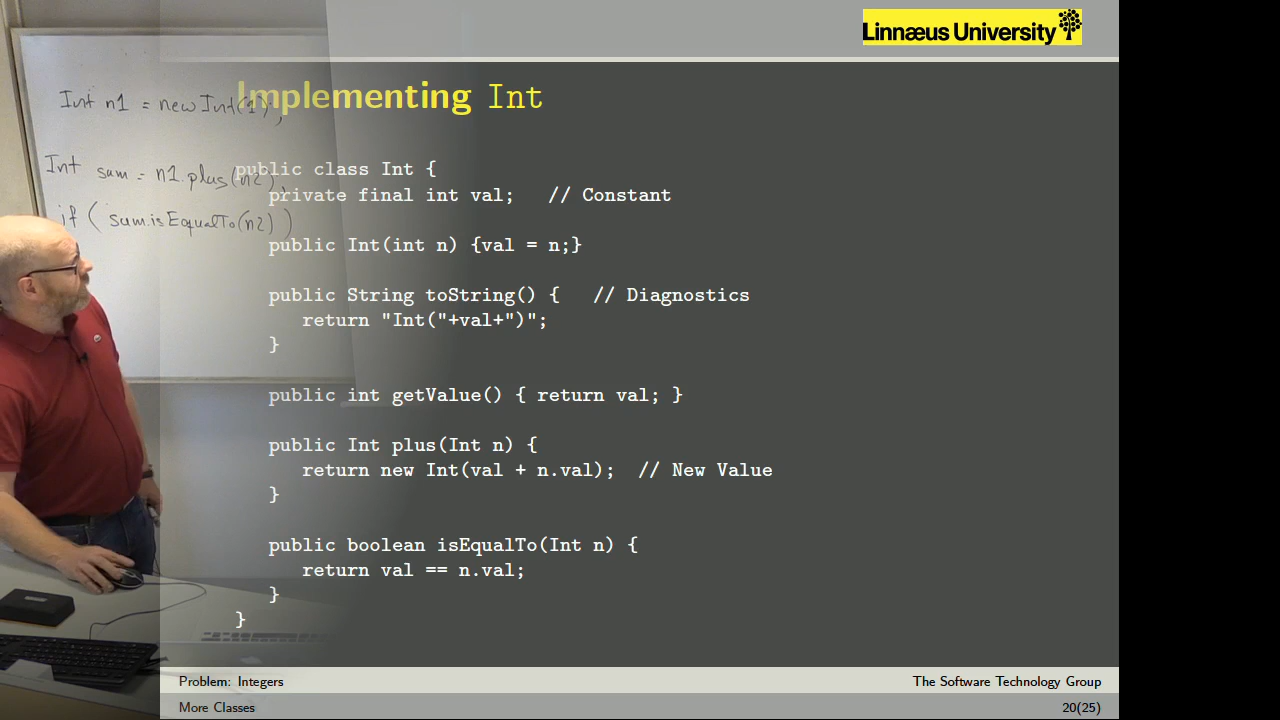 Linnæus University
Implementing Int
Int n1 = new Int(1);
Int sum = n1.plus(n2);
if ( sum.isEqualTo(n2) )
public class Int {
private final int val; // Constant
public Int(int n) {val = n;}
public String toString() { // Diagnostics
return "Int("+val+")";
}
public int getValue() { return val; }
public Int plus(Int n) {
return new Int(val + n.val); // New Value
}
public boolean isEqualTo(Int n) {
return val == n.val;
}
}
Problem: Integers
The Software Technology Group
More Classes
20(25)